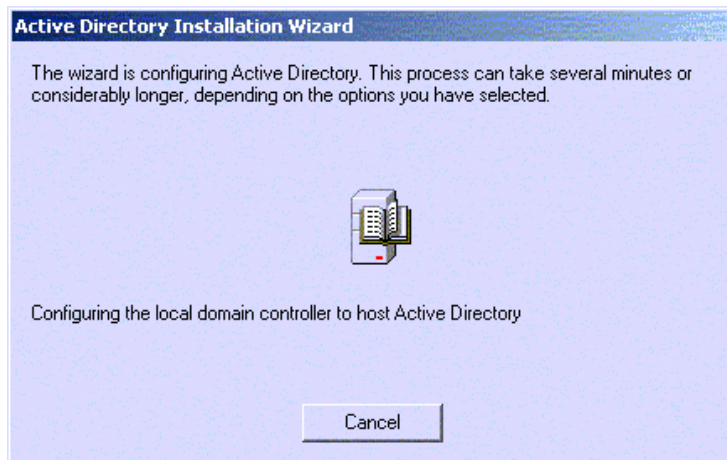 Active Directory Installation Wizard
The wizard is configuring Active Directory. This process can take several minutes or
considerably longer, depending on the options you have selected.
Configuring the local domain controller to host Active Directory
Cancel